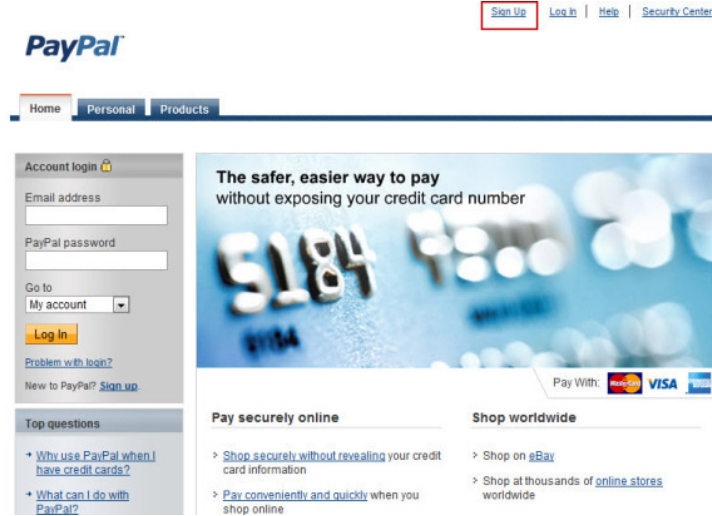 Sign Up Log In | Help | Security Center
PayPal
Home Personal Products
Account login
Email address
PayPal password
Go to
My account
Log In
Problem with login?
New to PayPal? Sign up.
Top questions
Why use PayPal when I
have credit cards?
What can I do with
PayPal?
The safer, easier way to pay
without exposing your credit card number
5184
Pay With: MasterCard VISA
Pay securely online
Shop securely without revealing your credit
card information
Pay conveniently and quickly when you
shop online
Shop worldwide
Shop on eBay
Shop at thousands of online stores
worldwide